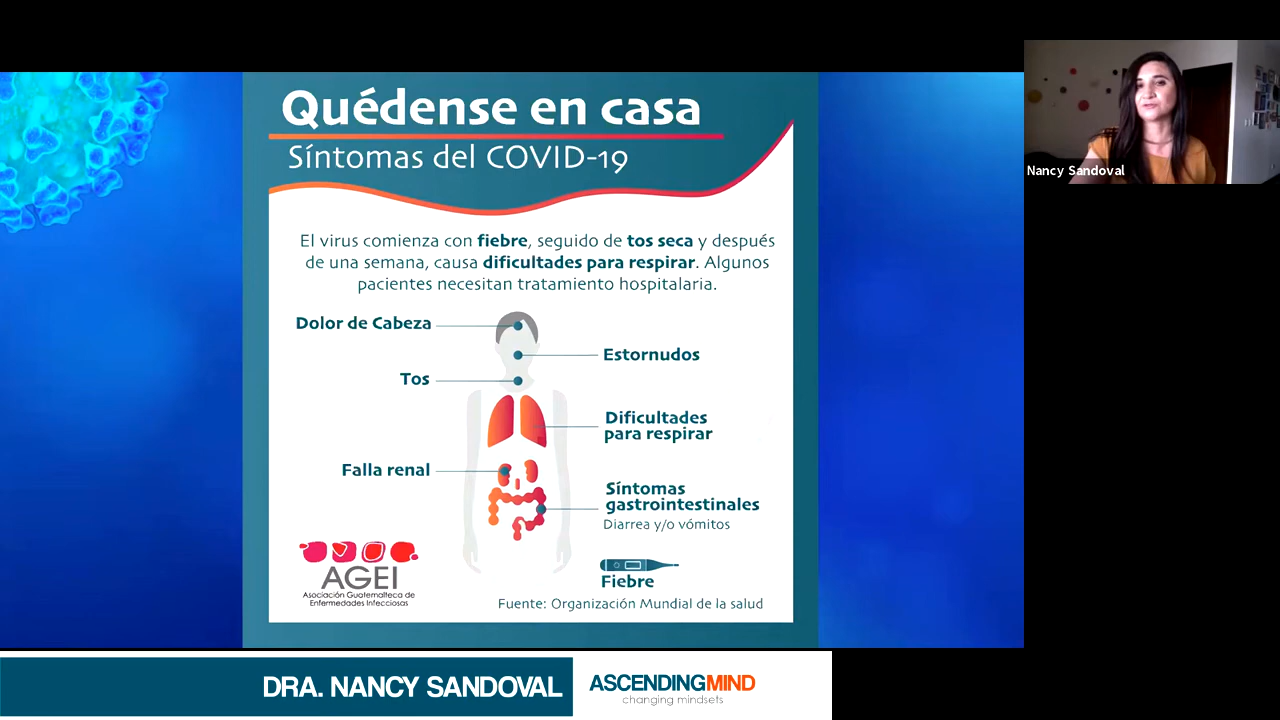 Quédense en casa
Síntomas del COVID-19
El virus comienza con fiebre, seguido de tos seca y después
de una semana, causa dificultades para respirar. Algunos
pacientes necesitan tratamiento hospitalaria.
Dolor de Cabeza
Estornudos
Tos
Dificultades
para respirar
Falla renal
Síntomas
gastrointestinales
Diarrea y/o vómitos
Fiebre
AGEI
Asociación Guatemalteca de
Enfermedades Infecciosas
Fuente: Organización Mundial de la salud
Nancy Sandoval
DRA. NANCY SANDOVAL
ASCENDINGMIND
changing mindsets